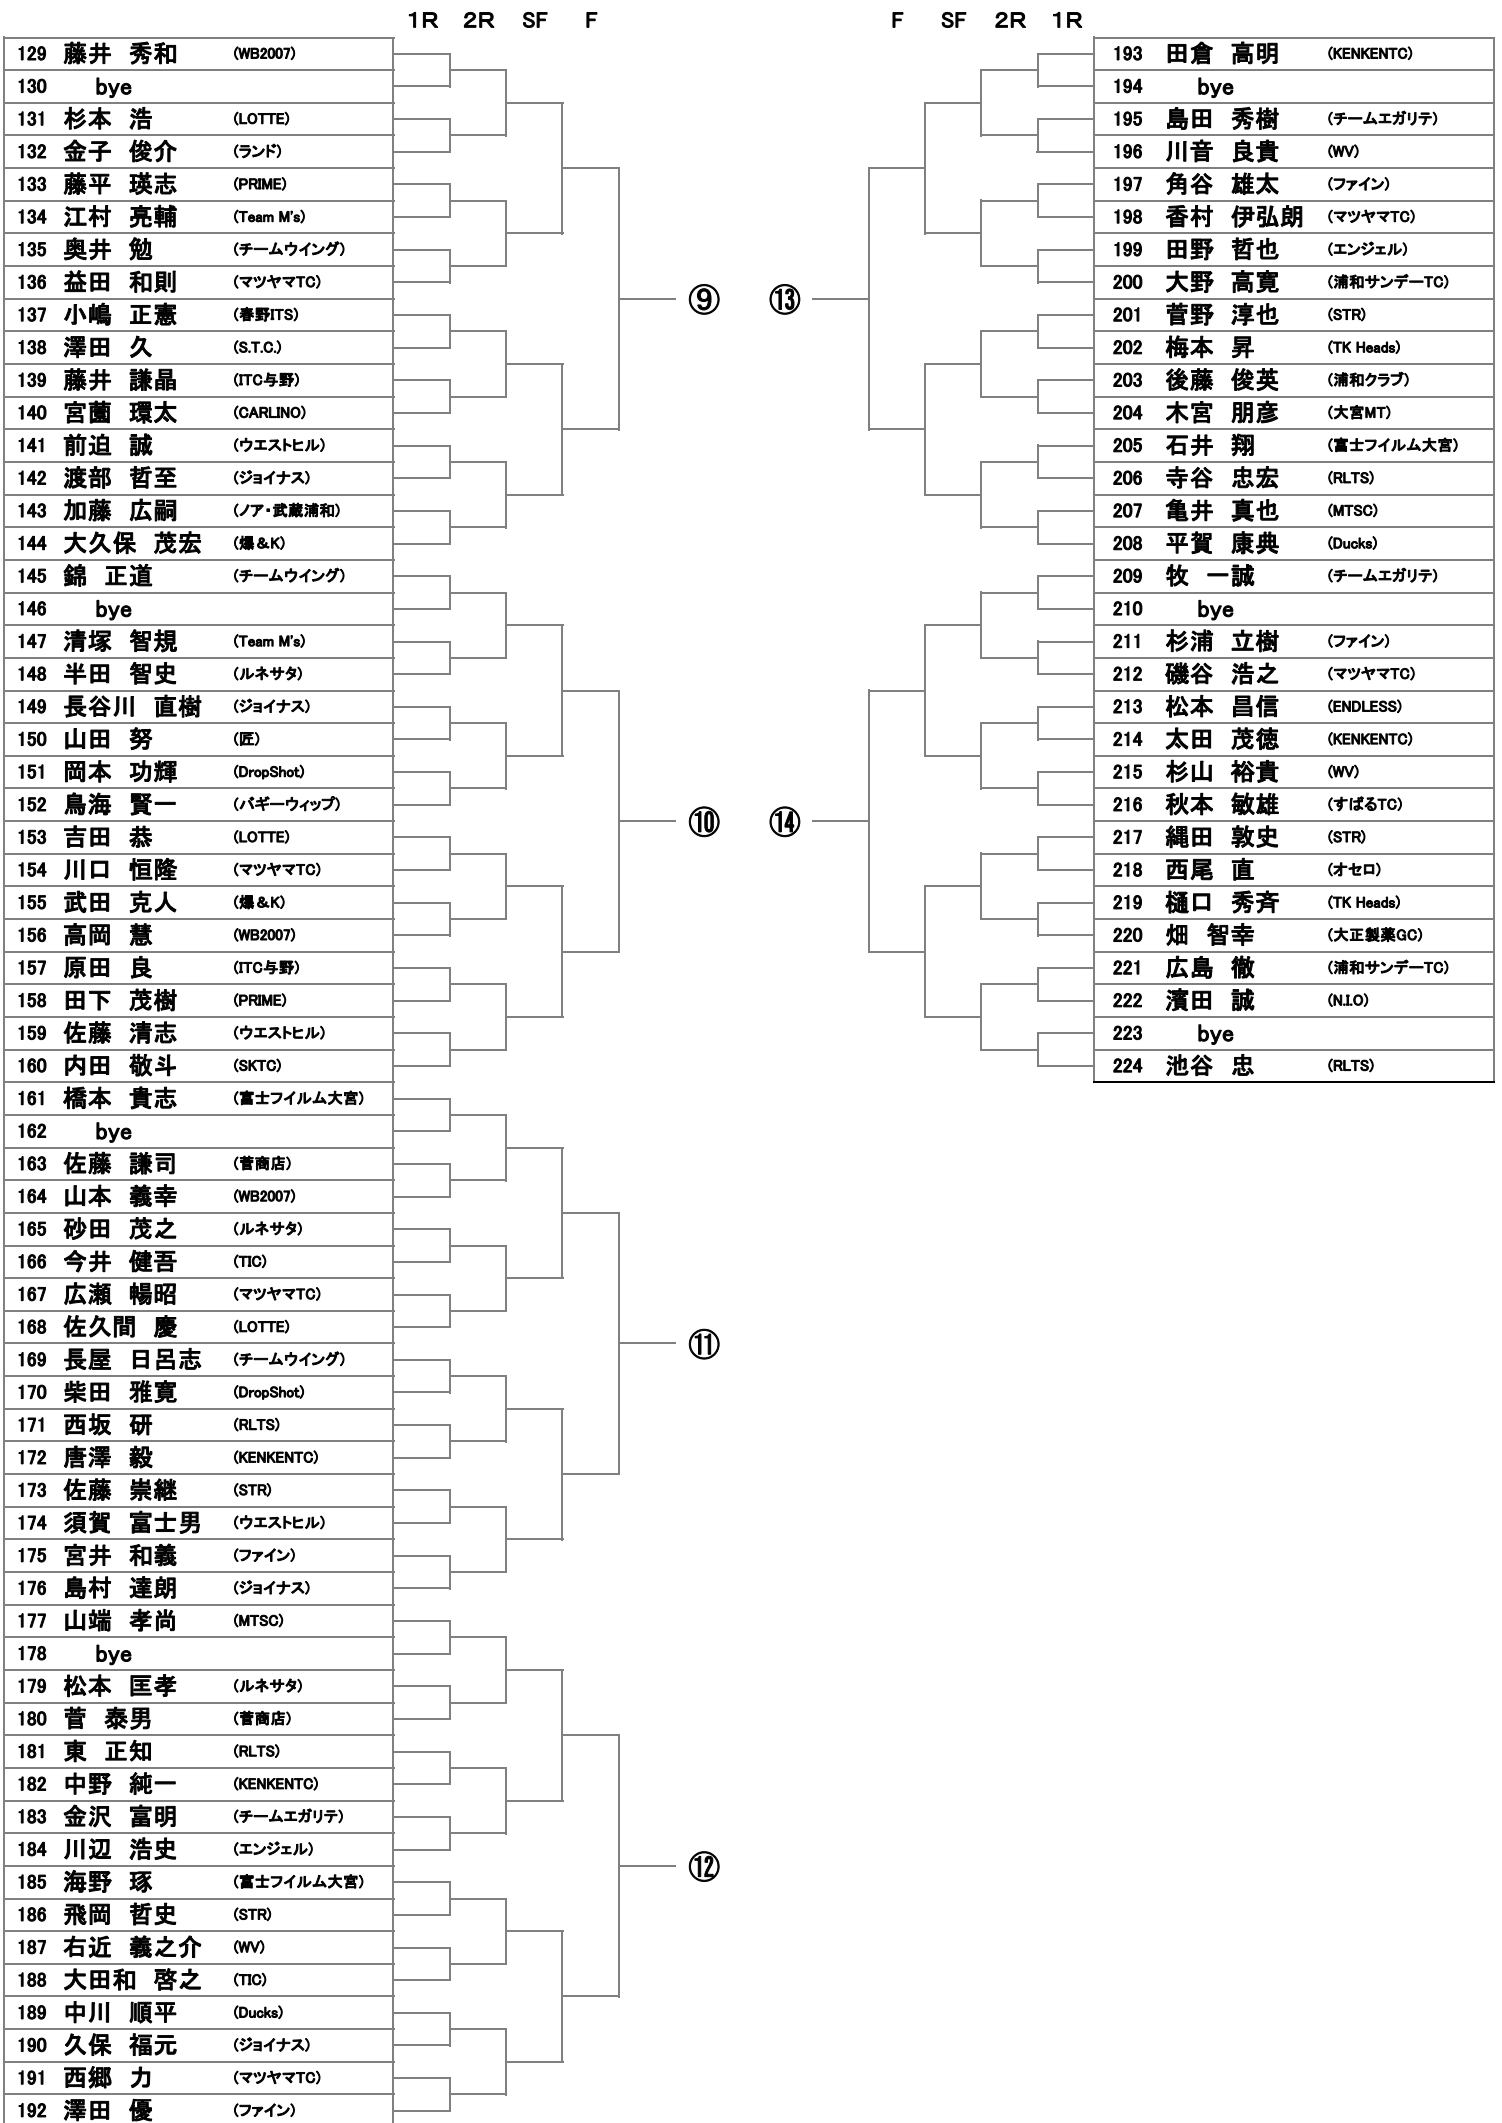 1R 2R SF F
129 藤井 秀和 (WB2007)
130 bye
131 杉本 浩 (LOTTE)
132 金子 俊介 (ランド)
133 藤平 瑛志 (PRIME)
134 江村 亮輔 (Team M's)
135 奥井 勉 (チームウイング)
136 益田 和則 (マツヤマTC)
137 小嶋 正憲 (春野ITS)
138 澤田 久 (S.T.C.)
139 藤井 謙晶 (ITC与野)
140 宮薗 環太 (CARLINO)
141 前迫 誠 (ウエストヒル)
142 渡部 哲至 (ジョイナス)
143 加藤 広嗣 (ノア・武蔵浦和)
144 大久保 茂宏 (爆&K)
⑨
145 錦 正道 (チームウイング)
146 bye
147 清塚 智規 (Team M's)
148 半田 智史 (ルネサタ)
149 長谷川 直樹 (ジョイナス)
150 山田 努 (匠)
151 岡本 功輝 (DropShot)
152 鳥海 賢一 (バギーウィップ)
153 吉田 恭 (LOTTE)
154 川口 恒隆 (マツヤマTC)
155 武田 克人 (爆&K)
156 高岡 慧 (WB2007)
157 原田 良 (ITC与野)
158 田下 茂樹 (PRIME)
159 佐藤 清志 (ウエストヒル)
160 内田 敬斗 (SKTC)
⑩
161 橋本 貴志 (富士フイルム大宮)
162 bye
163 佐藤 謙司 (菅商店)
164 山本 義幸 (WB2007)
165 砂田 茂之 (ルネサタ)
166 今井 健吾 (TIC)
167 広瀬 暢昭 (マツヤマTC)
168 佐久間 慶 (LOTTE)
169 長屋 日呂志 (チームウイング)
170 柴田 雅寛 (DropShot)
171 西坂 研 (RLTS)
172 唐澤 毅 (KENKENTC)
173 佐藤 崇継 (STR)
174 須賀 富士男 (ウエストヒル)
175 宮井 和義 (ファイン)
176 島村 達朗 (ジョイナス)
⑪
177 山端 孝尚 (MTSC)
178 bye
179 松本 匡孝 (ルネサタ)
180 菅 泰男 (菅商店)
181 東 正知 (RLTS)
182 中野 純一 (KENKENTC)
183 金沢 富明 (チームエガリテ)
184 川辺 浩史 (エンジェル)
185 海野 琢 (富士フイルム大宮)
186 飛岡 哲史 (STR)
187 右近 義之介 (WV)
188 大田和 啓之 (TIC)
189 中川 順平 (Ducks)
190 久保 福元 (ジョイナス)
191 西郷 力 (マツヤマTC)
192 澤田 優 (ファイン)
⑫
F SF 2R 1R
193 田倉 高明 (KENKENTC)
194 bye
195 島田 秀樹 (チームエガリテ)
196 川音 良貴 (WV)
197 角谷 雄太 (ファイン)
198 香村 伊弘朗 (マツヤマTC)
199 田野 哲也 (エンジェル)
200 大野 高寛 (浦和サンデーTC)
201 菅野 淳也 (STR)
202 梅本 昇 (TK Heads)
203 後藤 俊英 (浦和クラブ)
204 木宮 朋彦 (大宮MT)
205 石井 翔 (富士フイルム大宮)
206 寺谷 忠宏 (RLTS)
207 亀井 真也 (MTSC)
208 平賀 康典 (Ducks)
⑬
209 牧 一誠 (チームエガリテ)
210 bye
211 杉浦 立樹 (ファイン)
212 磯谷 浩之 (マツヤマTC)
213 松本 昌信 (ENDLESS)
214 太田 茂徳 (KENKENTC)
215 杉山 裕貴 (WV)
216 秋本 敏雄 (すばるTC)
217 縄田 敦史 (STR)
218 西尾 直 (オセロ)
219 樋口 秀斉 (TK Heads)
220 畑 智幸 (大正製薬GC)
221 広島 徹 (浦和サンデーTC)
222 濱田 誠 (N.I.O)
223 bye
224 池谷 忠 (RLTS)
⑭